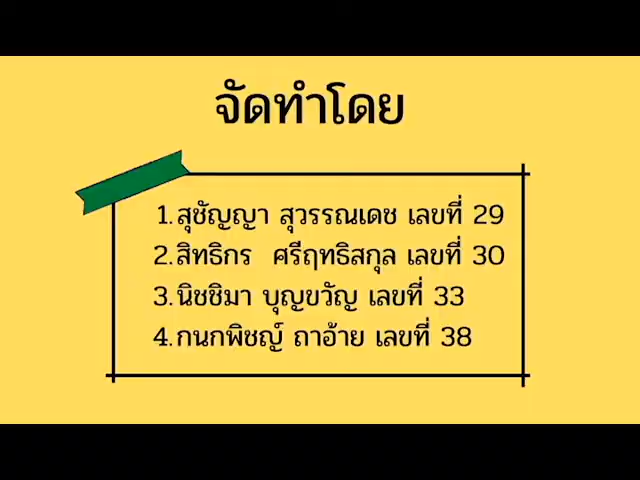 จัดทำโดย
1.สุชัญญา สุวรรณเดช เลขที่ 29
2.สิทธิกร ศรีฤทธิสกุล เลขที่ 30
3.นิชชิมา บุญขวัญ เลขที่ 33
4.กนกพิชญ์ ถาอ้าย เลขที่ 38